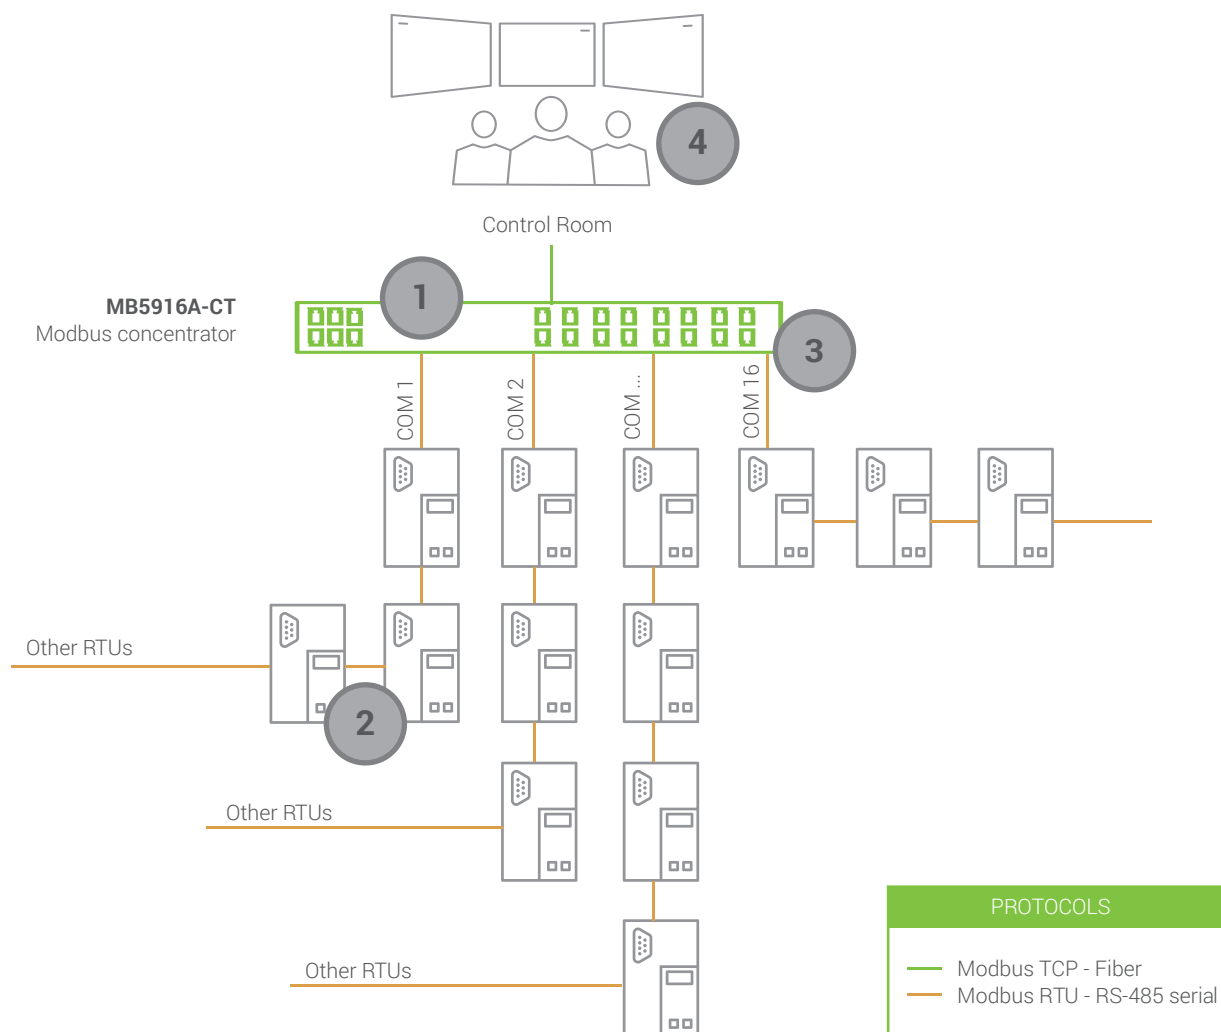 4
Control Room
1
MB5916A-CT
Modbus concentrator
3
COM 1
COM 2
COM ...
COM 16
Other RTUs
2
Other RTUs
Other RTUs
PROTOCOLS
Modbus TCP - Fiber
Modbus RTU - RS-485 serial